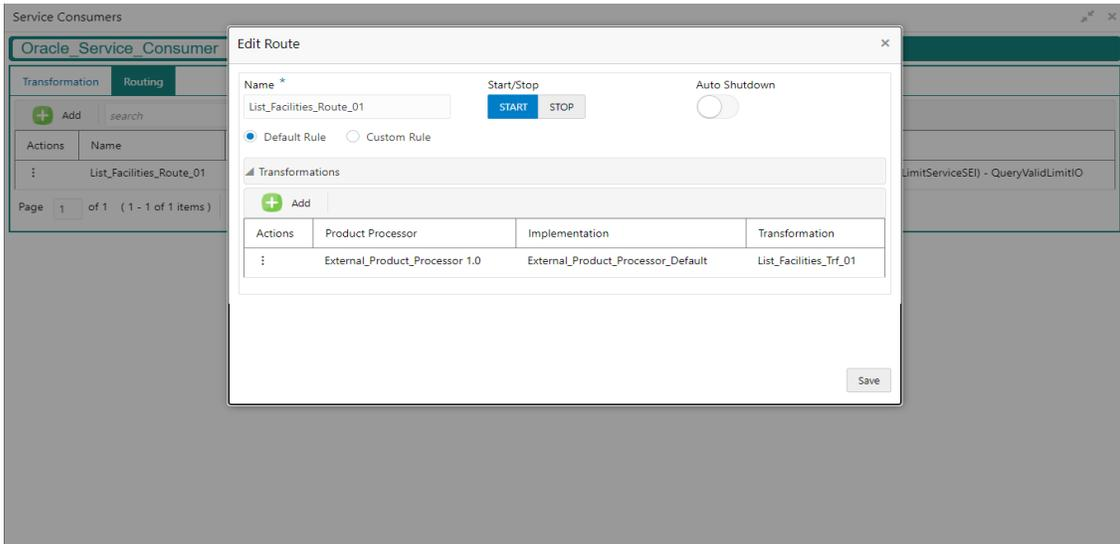 Service Consumers
Oracle_Service_Consumer
Transformation Routing
Add search
Actions Name
List_Facilities_Route_01 LimitServiceSEI) - QueryValidLimitIO
Page 1 of 1 ( 1 - 1 of 1 items )
Edit Route
Name * Start/Stop Auto Shutdown
List_Facilities_Route_01 START STOP
Default Rule Custom Rule
Transformations
Add
Actions Product Processor Implementation Transformation
External_Product_Processor 1.0 External_Product_Processor_Default List_Facilities_Trf_01
Save